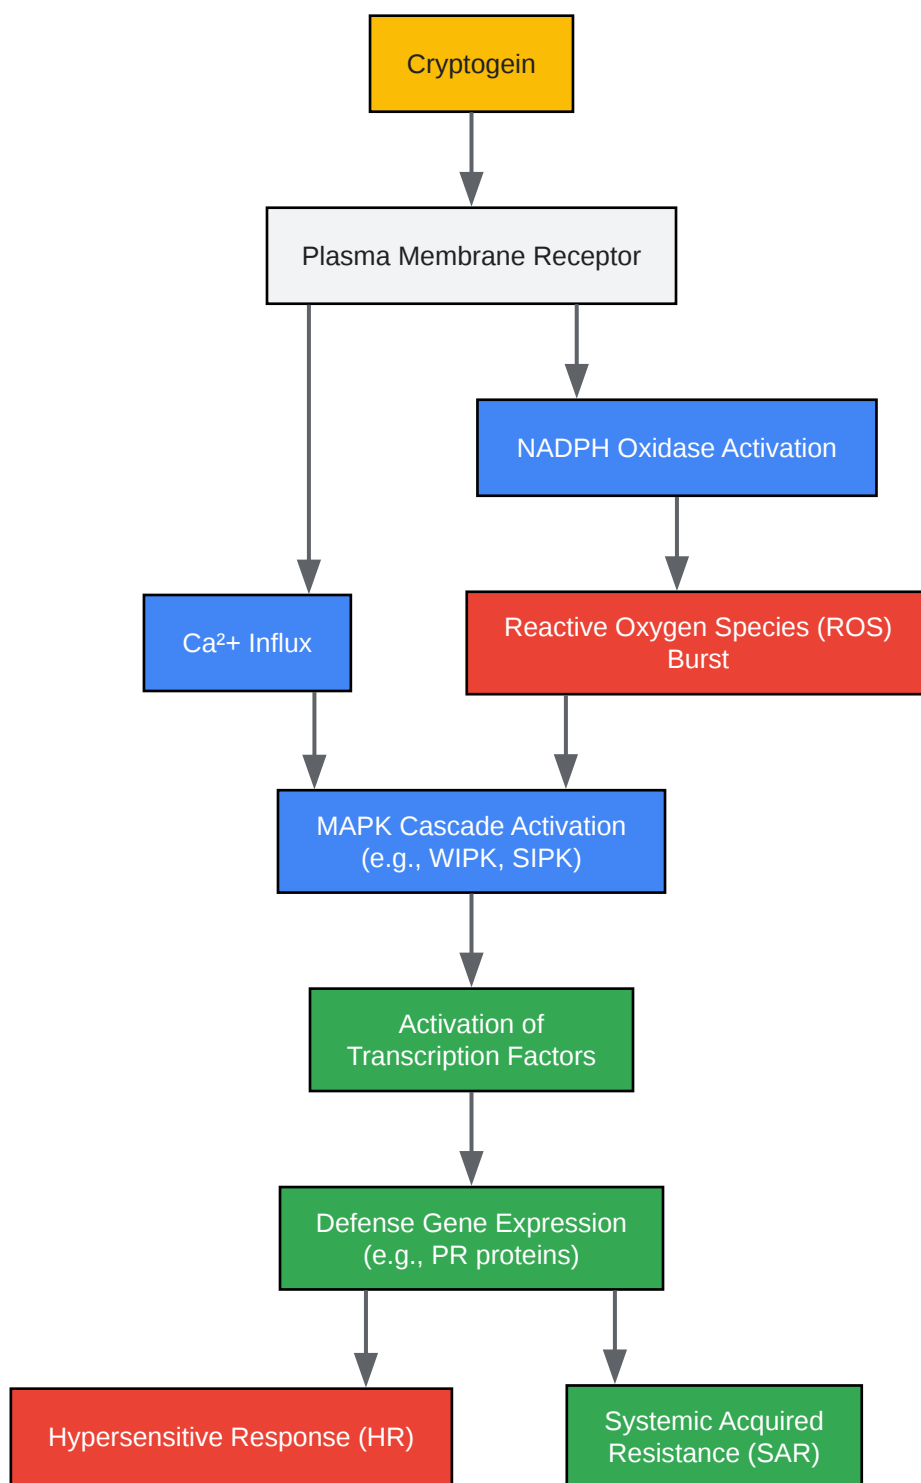 Cryptogein
Plasma Membrane Receptor
NADPH Oxidase Activation
Reactive Oxygen Species (ROS)
Burst
Ca²+ Influx
MAPK Cascade Activation
(e.g., WIPK, SIPK)
Activation of
Transcription Factors
Defense Gene Expression
(e.g., PR proteins)
Hypersensitive Response (HR)
Systemic Acquired
Resistance (SAR)